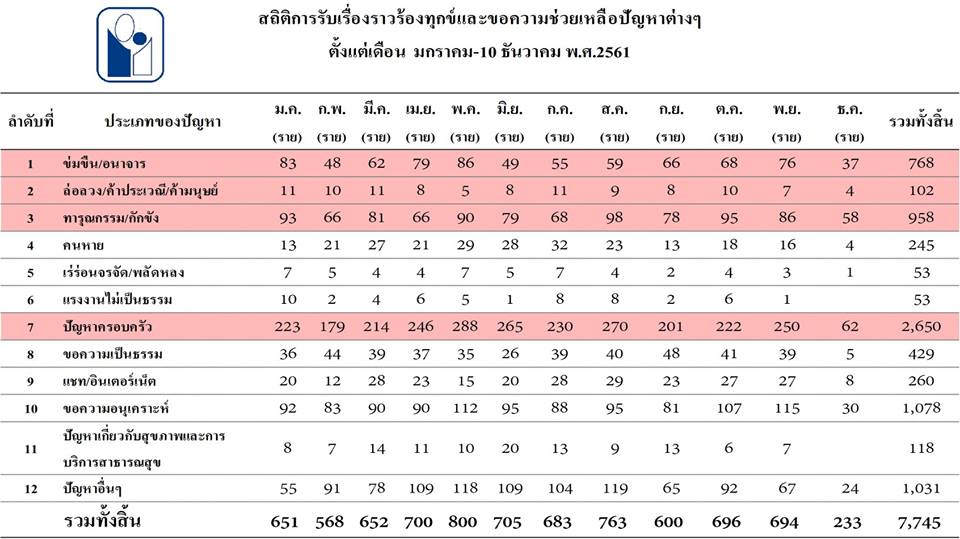 สถิติการรับเรื่องราวร้องทุกข์และขอความช่วยเหลือปัญหาต่างๆ
ตั้งแต่เดือน มกราคม-10 ธันวาคม พ.ศ.2561
ลำดับที่ ประเภทของปัญหา ม.ค. ก.พ. มี.ค. เม.ย. พ.ค. มิ.ย. ก.ค. ส.ค. ก.ย. ต.ค. พ.ย. ธ.ค. รวมทั้งสิ้น
(ราย) (ราย) (ราย) (ราย) (ราย) (ราย) (ราย) (ราย) (ราย) (ราย) (ราย) (ราย)
1 ข่มขืน/อนาจาร 83 48 62 79 86 49 55 59 66 68 76 37 768
2 ล่อลวง/ค้าประเวณี/ค้ามนุษย์ 11 10 11 8 5 8 11 9 8 10 7 4 102
3 ทารุณกรรม/กักขัง 93 66 81 66 90 79 68 98 78 95 86 58 958
4 คนหาย 13 21 27 21 29 28 32 23 13 18 16 4 245
5 เร่ร่อนจรจัด/พลัดหลง 7 5 4 4 7 5 7 4 2 4 3 1 53
6 แรงงานไม่เป็นธรรม 10 2 4 6 5 1 8 8 2 6 1 53
7 ปัญหาครอบครัว 223 179 214 246 288 265 230 270 201 222 250 62 2,650
8 ขอความเป็นธรรม 36 44 39 37 35 26 39 40 48 41 39 5 429
9 แชท/อินเตอร์เน็ต 20 12 28 23 15 20 28 29 23 27 27 8 260
10 ขอความอนุเคราะห์ 92 83 90 90 112 95 88 95 81 107 115 30 1,078
11 ปัญหาเกี่ยวกับสุขภาพและการ
บริการสาธารณสุข 8 7 14 11 10 20 13 9 13 6 7 118
12 ปัญหาอื่นๆ 55 91 78 109 118 109 104 119 65 92 67 24 1,031
รวมทั้งสิ้น 651 568 652 700 800 705 683 763 600 696 694 233 7,745